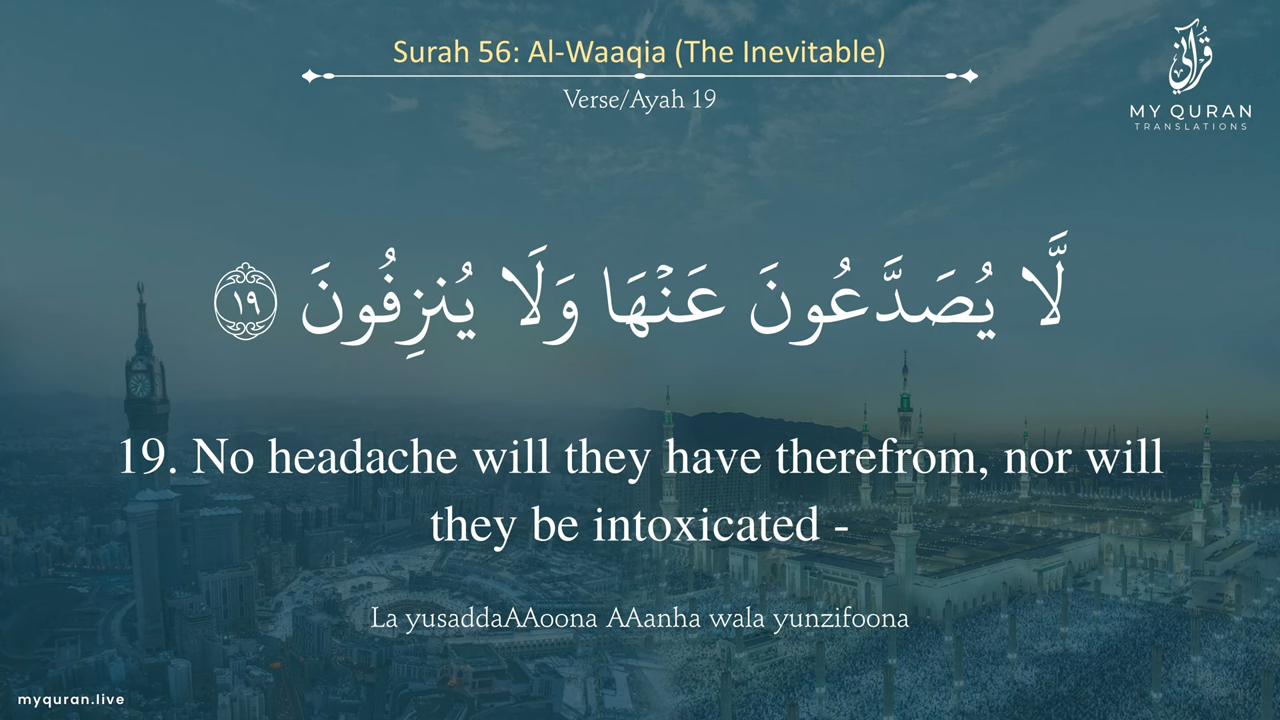 Surah 56: Al-Waaqia (The Inevitable)
Verse/Ayah 19
قرآني
MY QURAN
TRANSLATIONS
لَّا يُصَدَّعُونَ عَنْهَا وَلَا يُنزِفُونَ ١٩
19. No headache will they have therefrom, nor will
they be intoxicated -
La yusaddaAAoona AAanha wala yunzifoona
myquran.live